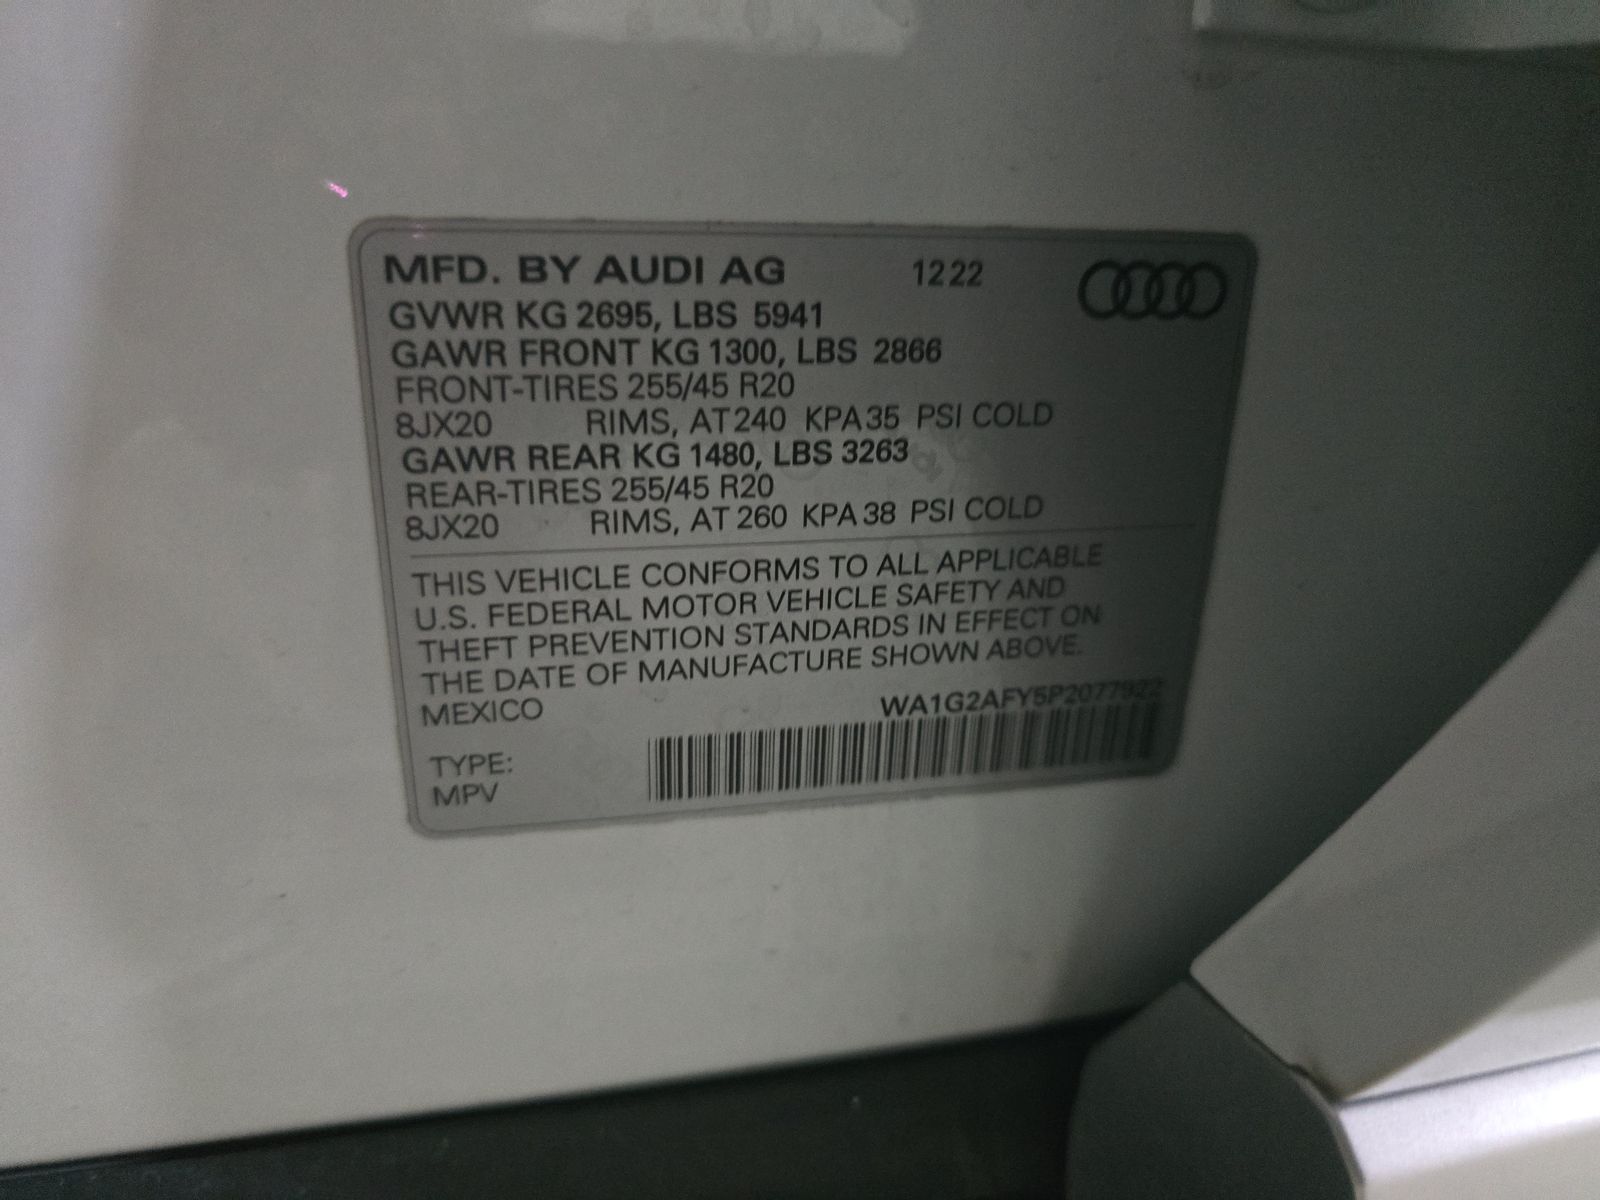 MFD. BY AUDI AG 12 22
GVWR KG 2695, LBS 5941
GAWR FRONT KG 1300, LBS 2866
FRONT-TIRES 255/45 R20
8JX20 RIMS, AT 240 KPA 35 PSI COLD
GAWR REAR KG 1480, LBS 3263
REAR-TIRES 255/45 R20
8JX20 RIMS, AT 260 KPA 38 PSI COLD
THIS VEHICLE CONFORMS TO ALL APPLICABLE
U.S. FEDERAL MOTOR VEHICLE SAFETY AND
THEFT PREVENTION STANDARDS IN EFFECT ON
THE DATE OF MANUFACTURE SHOWN ABOVE.
MEXICO WA1G2AFY5P2077922
TYPE:
MPV